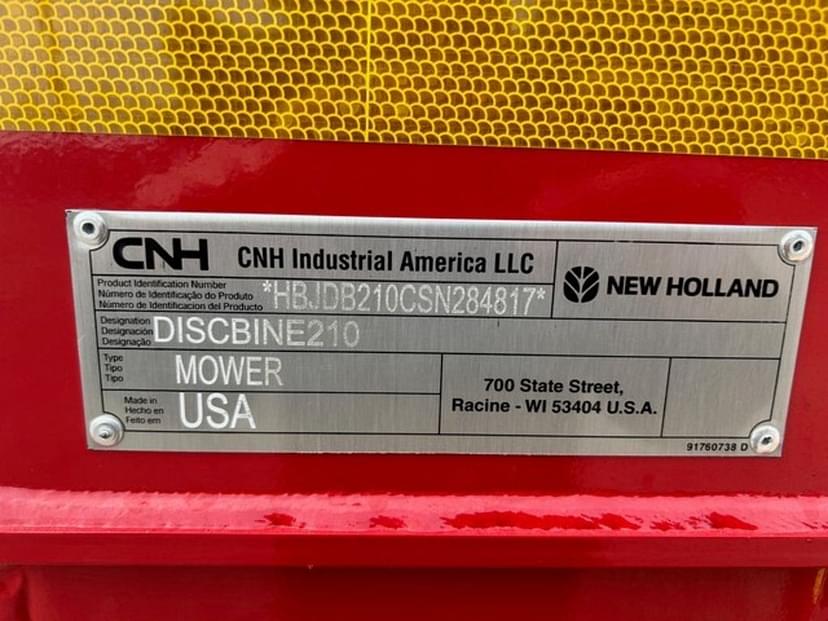 CNH CNH Industrial America LLC
Product Identification Number
Número de Identificação do Produto
Número de Identificacion del Producto
*HBJDB210CSN284817*
NEW HOLLAND
Designation
Designación
Designação
DISCBINE210
Type
Tipo
Tipo
MOWER
Made in
Hecho en
Feito em
USA
700 State Street,
Racine - WI 53404 U.S.A.
91760738 D